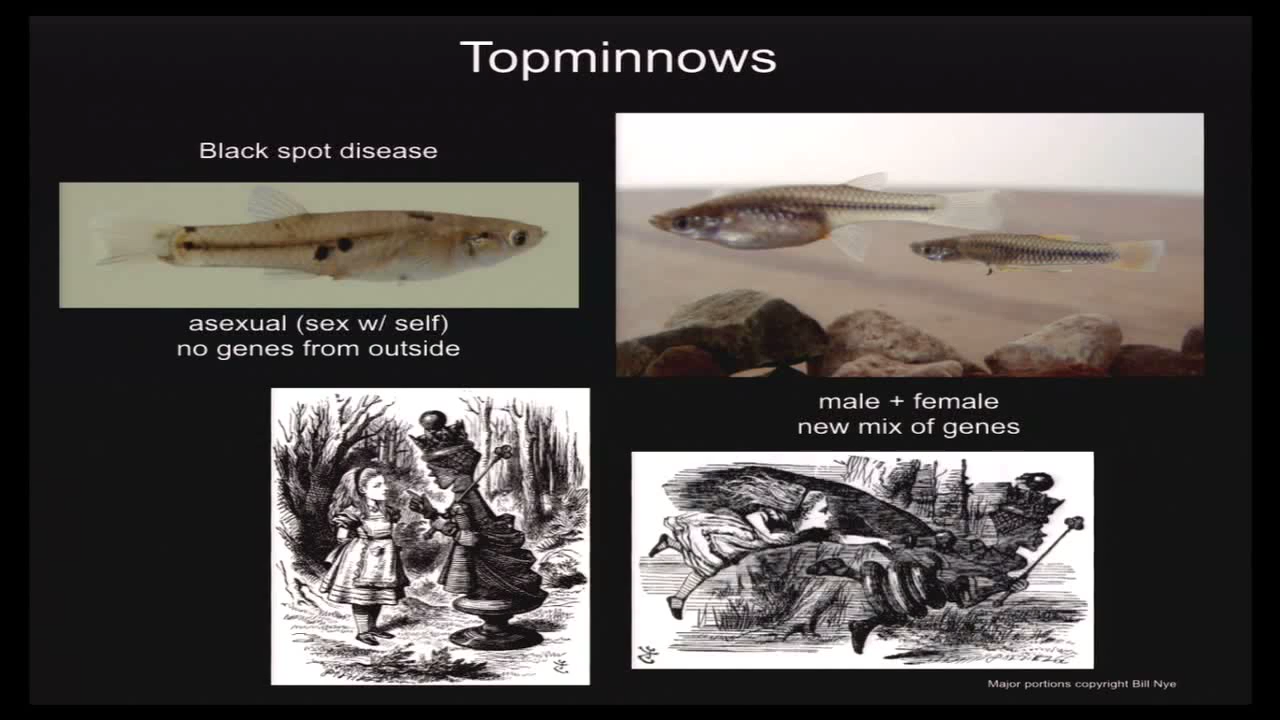 Topminnows
Black spot disease
asexual (sex w/ self)
no genes from outside
male + female
new mix of genes
Major portions copyright Bill Nye